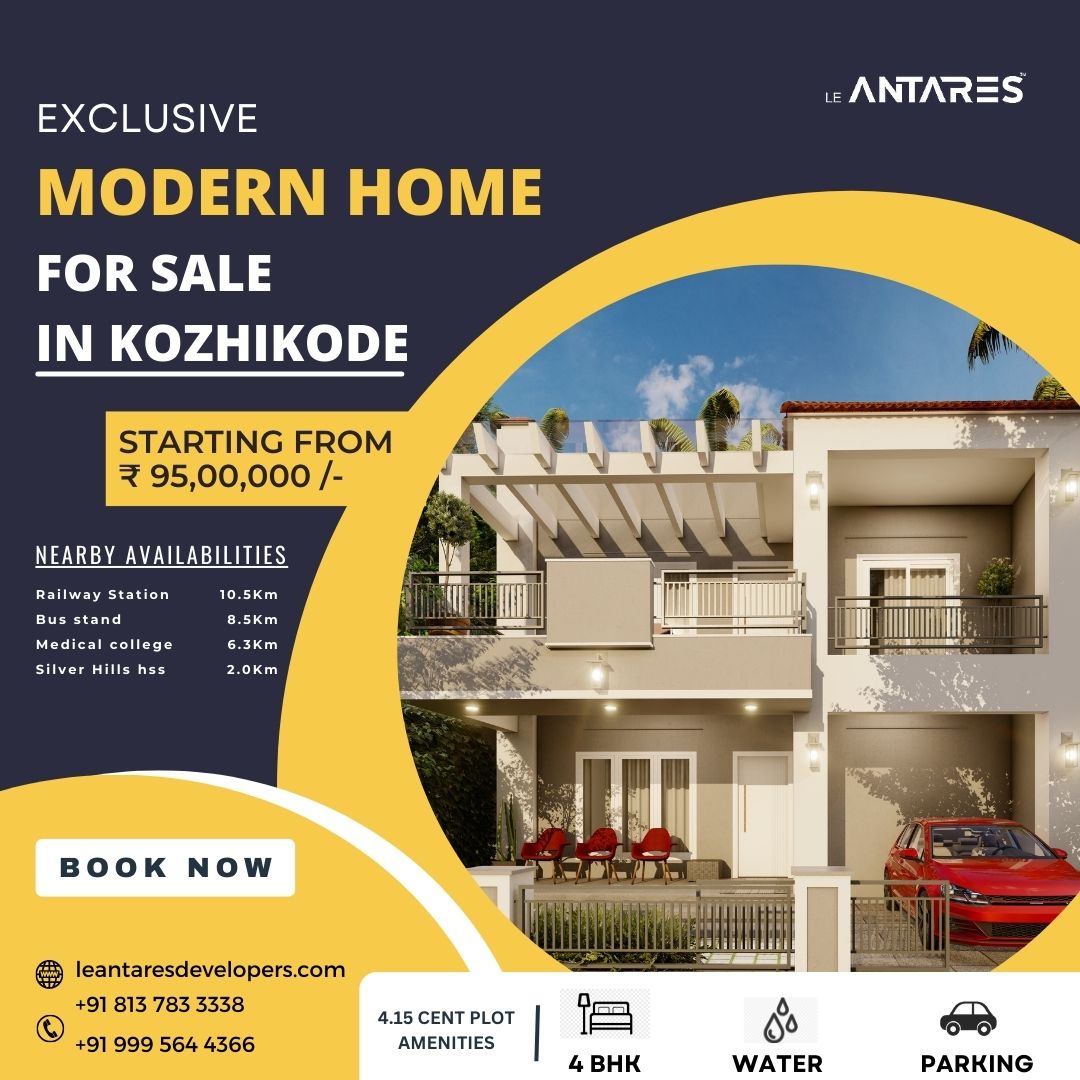 LE ANTARES™
EXCLUSIVE
MODERN HOME
FOR SALE
IN KOZHIKODE
STARTING FROM
₹ 95,00,000 /-
NEARBY AVAILABILITIES
Railway Station 10.5Km
Bus stand 8.5Km
Medical college 6.3Km
Silver Hills hss 2.0Km
BOOK NOW
leantaresdevelopers.com
+91 813 783 3338
+91 999 564 4366
4.15 CENT PLOT
AMENITIES
4 BHK
WATER
PARKING